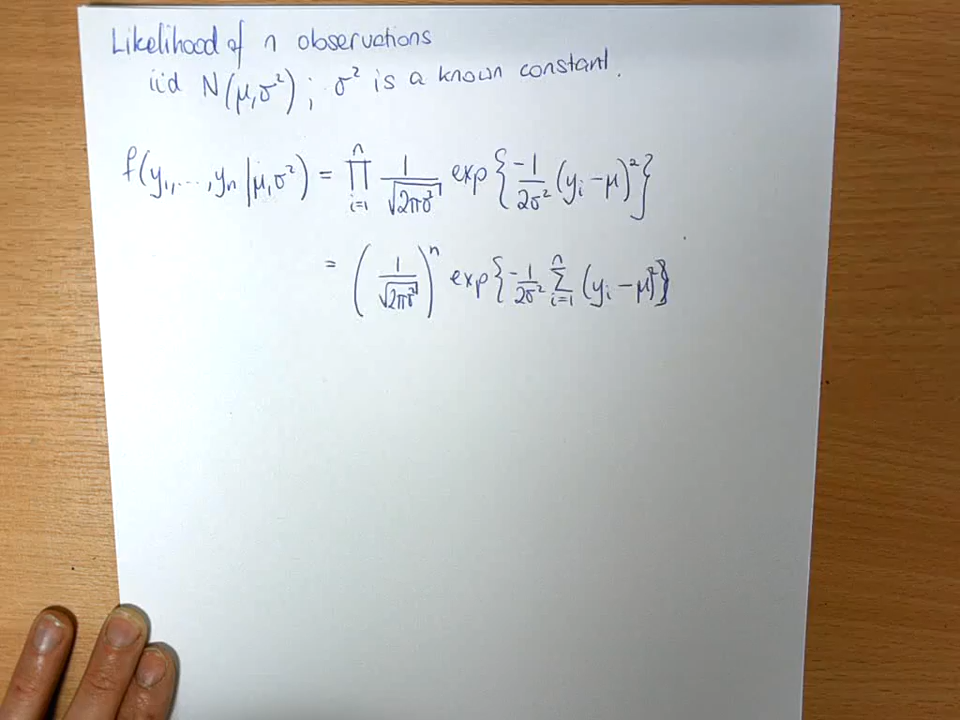 Likelihood of n observations
iid N(μ,σ²); σ² is a known constant.
f(y₁,...,yₙ|μ,σ²) = ∏ᵢ₌₁ⁿ 1/√(2πσ²) exp{-1/2σ² (yᵢ-μ)²}
= (1/√(2πσ²))ⁿ exp{-1/2σ² ∑ᵢ₌₁ⁿ (yᵢ-μ)²}